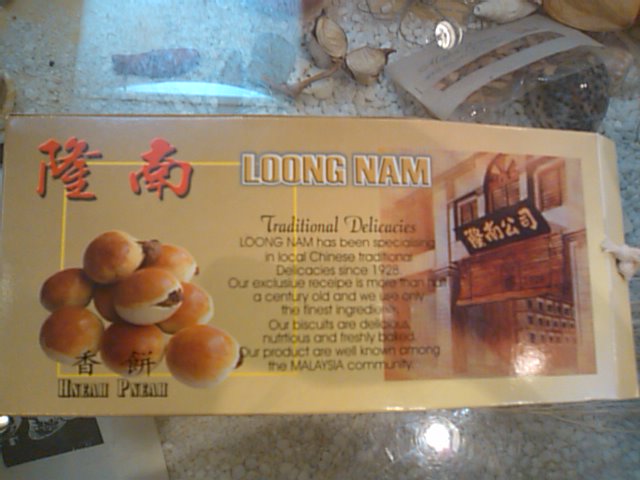 隆南
LOONG NAM
隆南公司
Traditional Delicacies
LOONG NAM has been specialising
in local Chinese traditional
Delicacies since 1928.
Our exclusiue receipe is more than half
a century old and we use only
the finest ingredients.
Our biscuits are delicious,
nutritious and freshly baked.
Our product are well known among
the MALAYSIA community.
香餅
HNEAH PNEAH